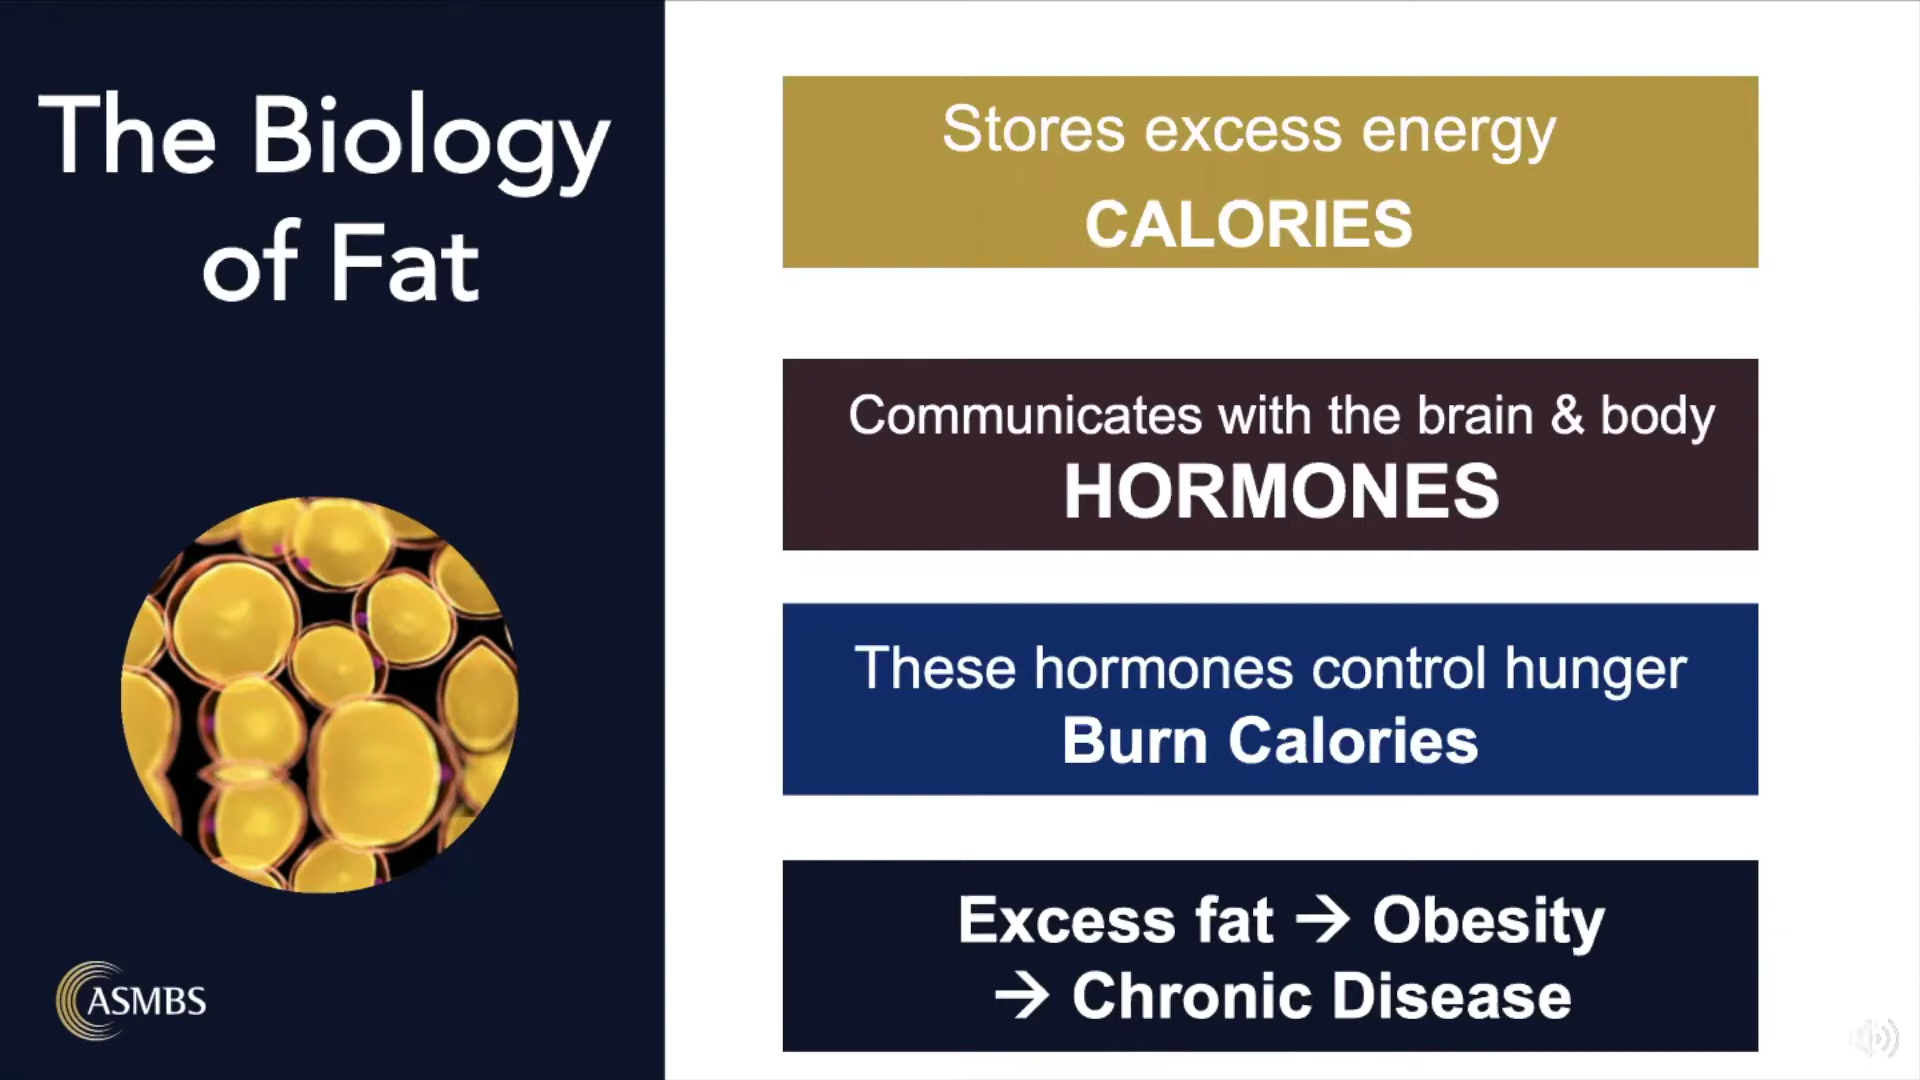 The Biology
of Fat
ASMBS
Stores excess energy
CALORIES
Communicates with the brain & body
HORMONES
These hormones control hunger
Burn Calories
Excess fat → Obesity
→ Chronic Disease